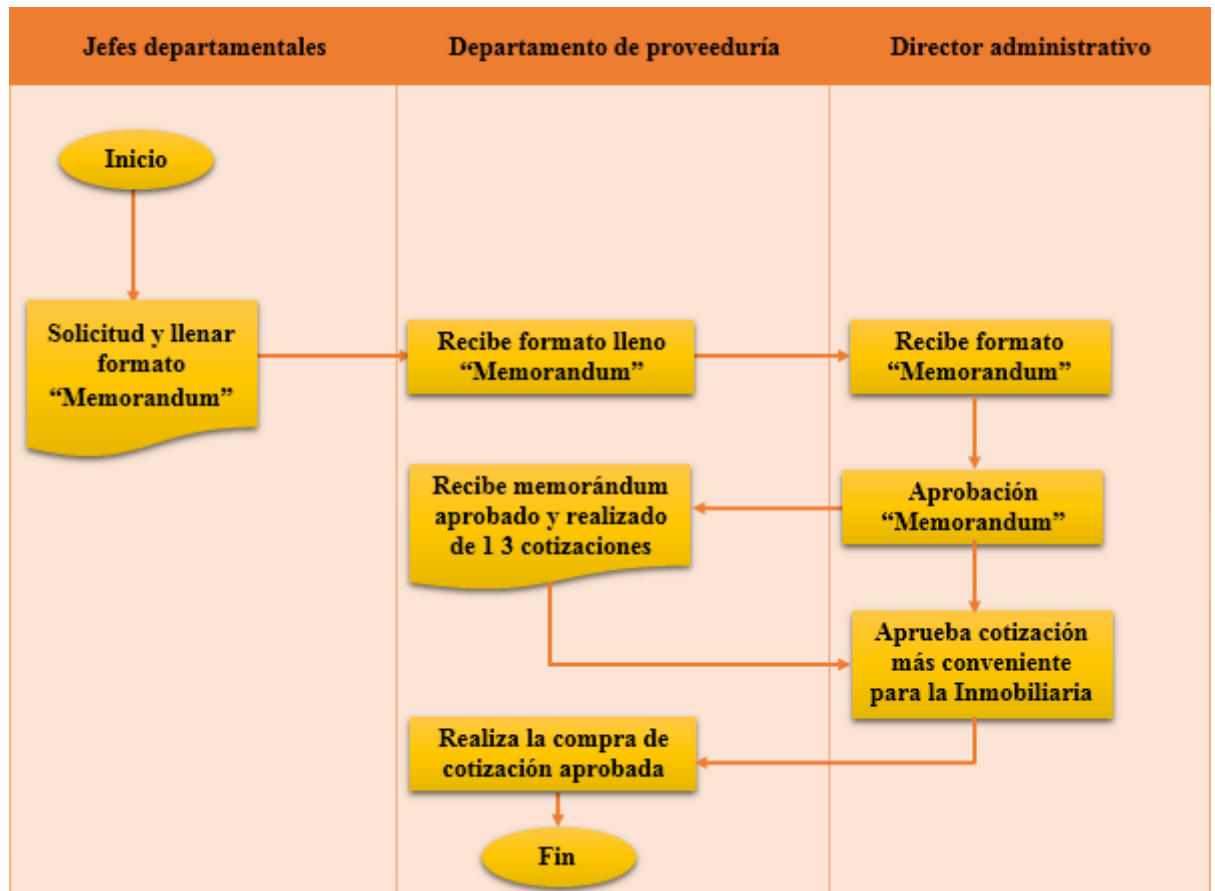 Jefes departamentales
Departamento de proveeduría
Director administrativo
Inicio
Solicitud y llenar
formato
“Memorandum”
Recibe formato lleno
“Memorandum”
Recibe formato
“Memorandum”
Recibe memorándum
aprobado y realizado
de 1 3 cotizaciones
Aprobación
“Memorandum”
Aprueba cotización
más conveniente
para la Inmobiliaria
Realiza la compra de
cotización aprobada
Fin